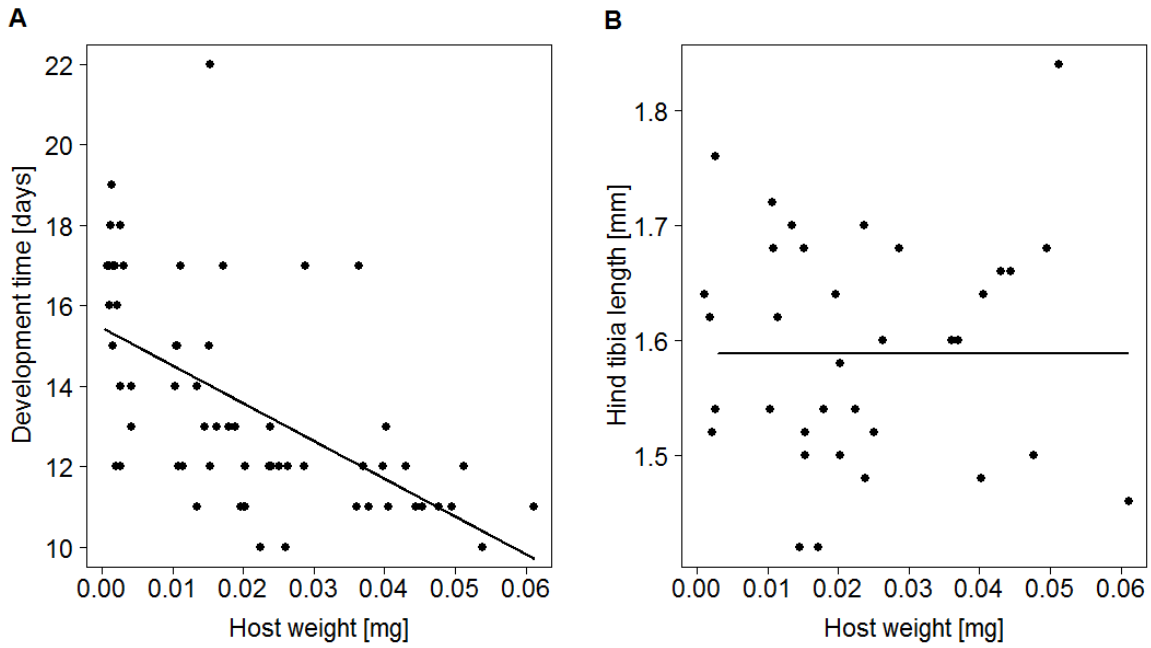 A
Development time [days]
22
20
18
16
14
12
10
0.00 0.01 0.02 0.03 0.04 0.05 0.06
Host weight [mg]
B
Hind tibia length [mm]
1.8
1.7
1.6
1.5
0.00 0.01 0.02 0.03 0.04 0.05 0.06
Host weight [mg]